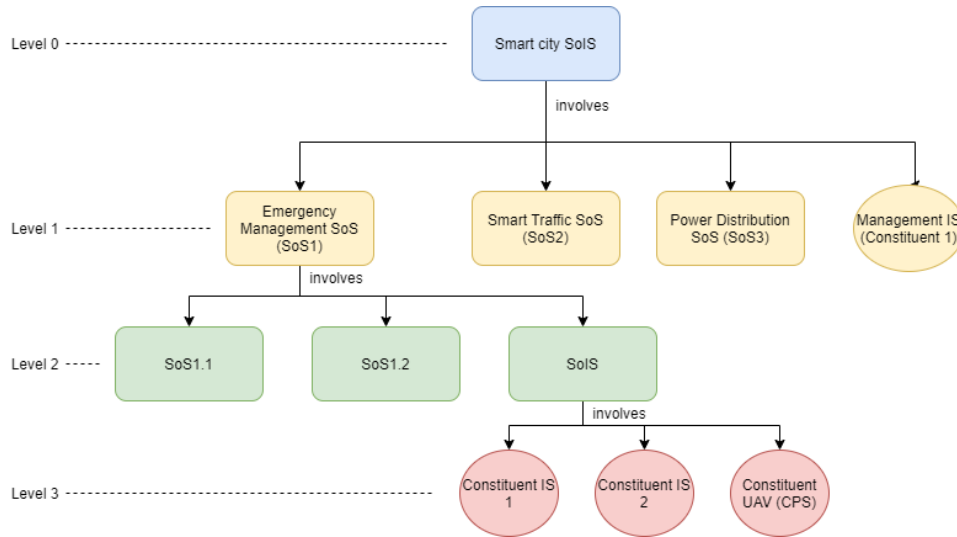 Level 0
Smart city SoIS
involves
Level 1
Emergency
Management SoS
(SoS1)
Smart Traffic SoS
(SoS2)
Power Distribution
SoS (SoS3)
Management IS
(Constituent 1)
involves
Level 2
SoS1.1
SoS1.2
SoIS
involves
Level 3
Constituent IS
1
Constituent IS
2
Constituent
UAV (CPS)